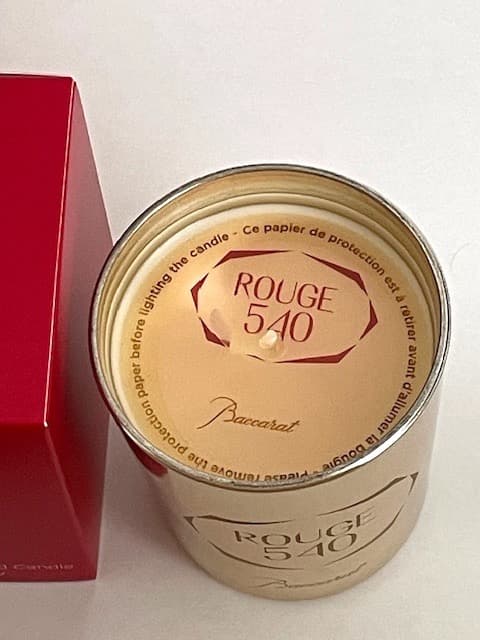 Ce papier de protection est à retirer avant d'allumer la bougie - Please remove the protection paper before lighting the candle -
ROUGE
540
Baccarat
ROUGE
540
Baccarat
Candle